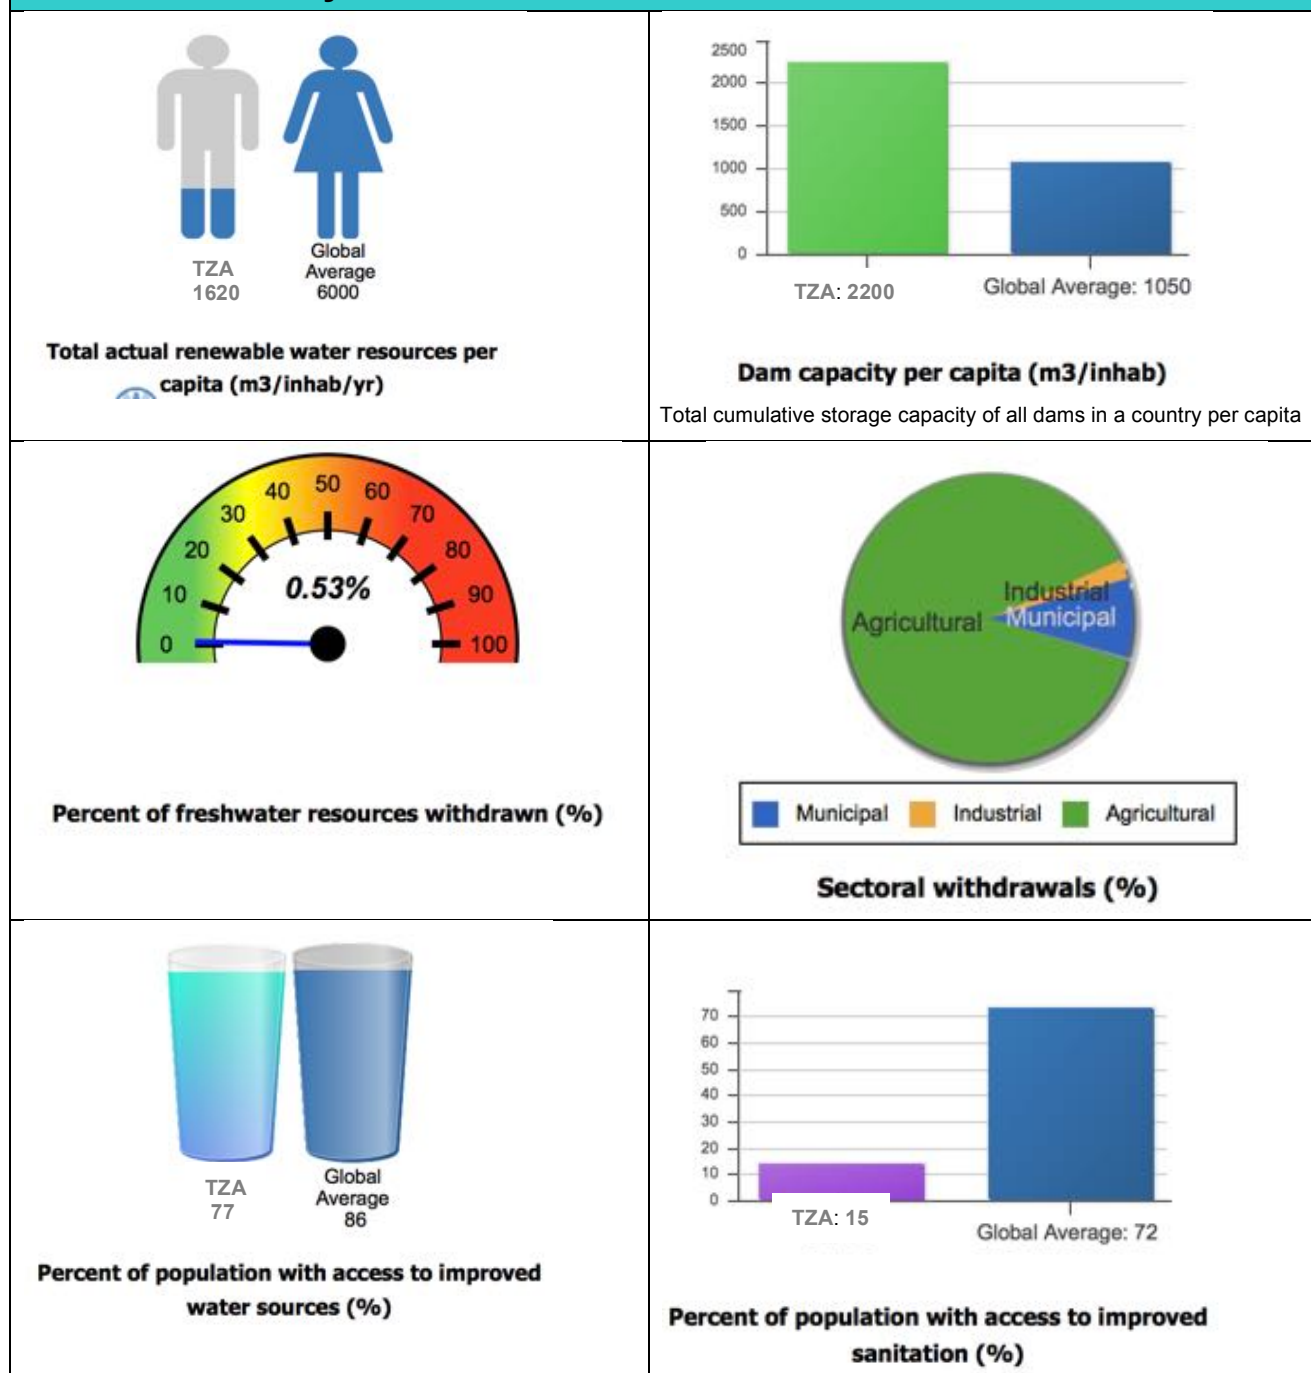 TZA
1620
Global
Average
6000
Total actual renewable water resources per
capita (m3/inhab/yr)
2500
2000
1500
1000
500
0
TZA: 2200
Global Average: 1050
Dam capacity per capita (m3/inhab)
Total cumulative storage capacity of all dams in a country per capita
0
10
20
30
40
50
60
70
80
90
100
0.53%
Percent of freshwater resources withdrawn (%)
Industrial
Agricultural
Municipal
Municipal Industrial Agricultural
Sectoral withdrawals (%)
TZA
77
Global
Average
86
Percent of population with access to improved
water sources (%)
70
60
50
40
30
20
10
0
TZA: 15
Global Average: 72
Percent of population with access to improved
sanitation (%)